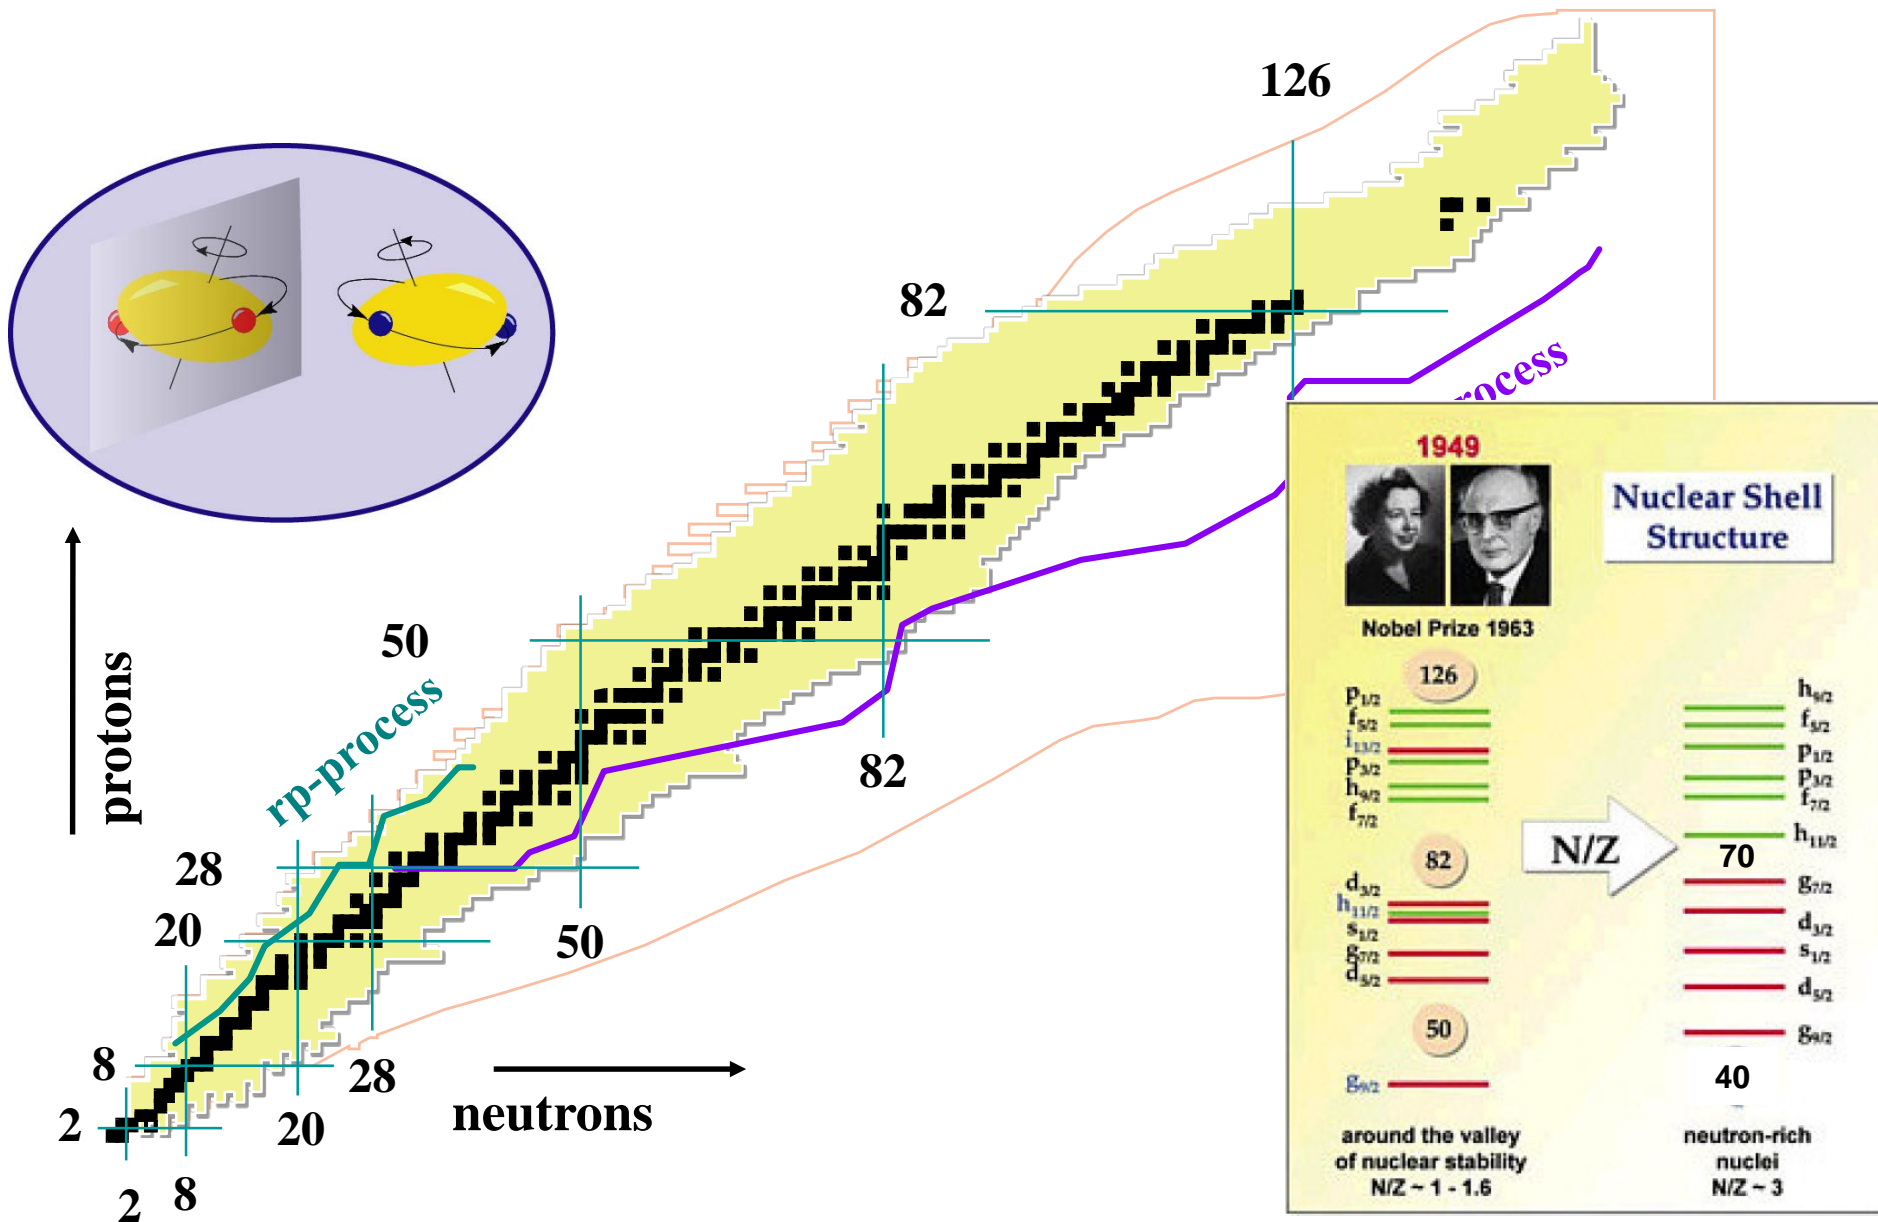 126
82
rocess
protons
rp-process
50
82
28
20
50
8
28
neutrons
2
20
2
8
1949
Nuclear Shell
Structure
Nobel Prize 1963
126
p1/2
f5/2
i13/2
p3/2
h9/2
f7/2
82
d3/2
h11/2
s1/2
g7/2
d5/2
50
g9/2
N/Z
h9/2
f5/2
p1/2
p3/2
f7/2
h11/2
70
g7/2
d3/2
s1/2
d5/2
g9/2
40
around the valley
of nuclear stability
N/Z ~ 1 - 1.6
neutron-rich
nuclei
N/Z ~ 3